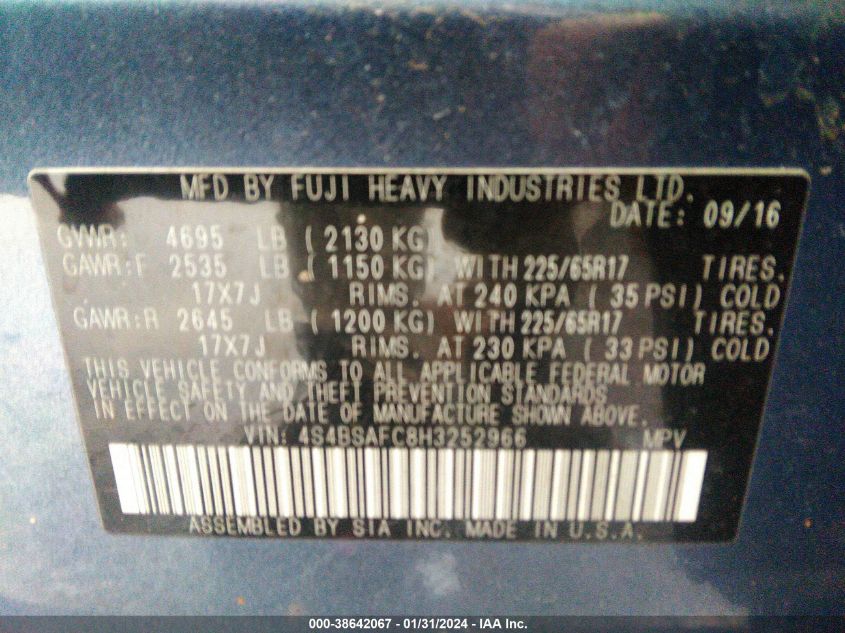 MFD BY FUJI HEAVY INDUSTRIES LTD.
DATE: 09/16
GVWR: 4695 LB ( 2130 KG)
GAWR:F 2535 LB ( 1150 KG) WITH 225/65R17 TIRES.
17X7J RIMS. AT 240 KPA ( 35 PSI) COLD
GAWR:R 2645 LB ( 1200 KG) WITH 225/65R17 TIRES.
17X7J RIMS. AT 230 KPA ( 33 PSI) COLD
THIS VEHICLE CONFORMS TO ALL APPLICABLE FEDERAL MOTOR
VEHICLE SAFETY AND THEFT PREVENTION STANDARDS
IN EFFECT ON THE DATE OF MANUFACTURE SHOWN ABOVE.
VIN: 4S4BSAFC8H3252966 MPV
ASSEMBLED BY SIA INC. MADE IN U.S.A.
000-38642067 - 01/31/2024 - IAA Inc.